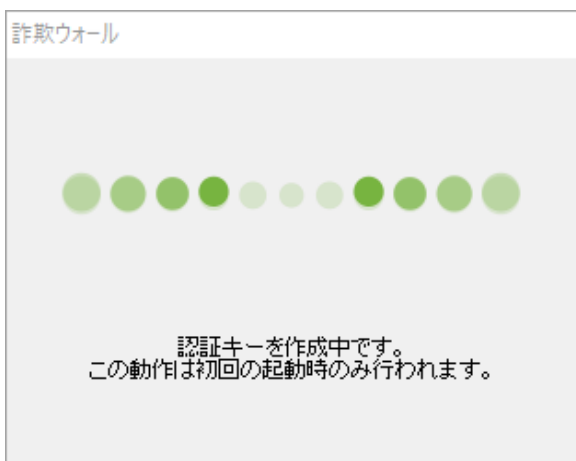 詐欺ウォール
認証キーを作成中です。
この動作は初回の起動時のみ行われます。